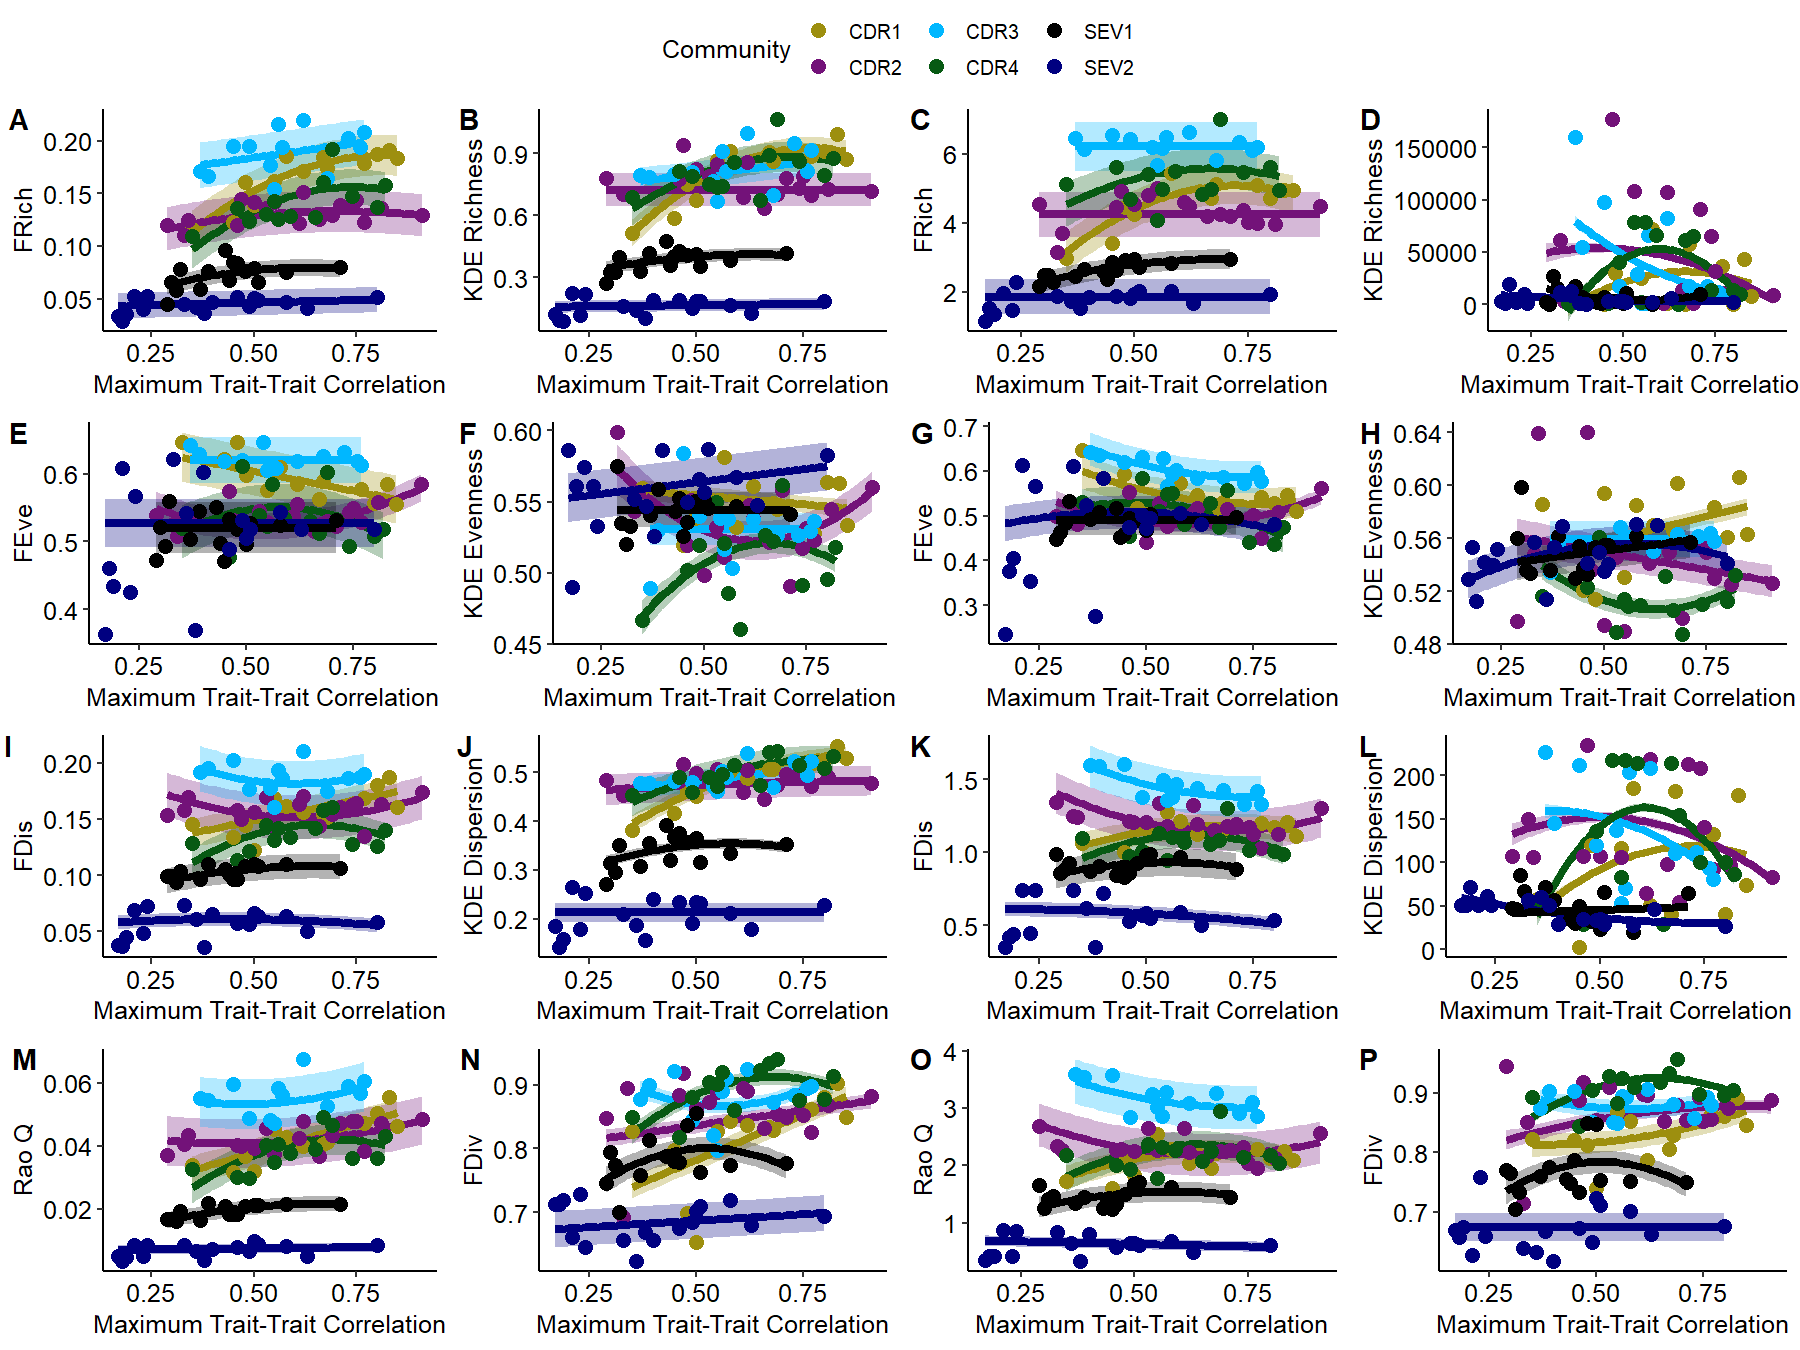 Community
CDR1 CDR3 SEV1
CDR2 CDR4 SEV2
A B C D
FRich KDE Richness FRich KDE Richness
0.20 0.15 0.10 0.05
0.9 0.6 0.3
6 4 2
150000 100000 50000 0
0.25 0.50 0.75 0.25 0.50 0.75 0.25 0.50 0.75 0.25 0.50 0.75
Maximum Trait-Trait Correlation Maximum Trait-Trait Correlation Maximum Trait-Trait Correlation Maximum Trait-Trait Correlatio
E F G H
FEve KDE Evenness FEve KDE Evenness
0.6 0.5 0.4
0.60 0.55 0.50 0.45
0.7 0.6 0.5 0.4 0.3
0.64 0.60 0.56 0.52 0.48
0.25 0.50 0.75 0.25 0.50 0.75 0.25 0.50 0.75 0.25 0.50 0.75
Maximum Trait-Trait Correlation Maximum Trait-Trait Correlation Maximum Trait-Trait Correlation Maximum Trait-Trait Correlation
I J K L
FDis KDE Dispersion FDis KDE Dispersion
0.20 0.15 0.10 0.05
0.5 0.4 0.3 0.2
1.5 1.0 0.5
200 150 100 50 0
0.25 0.50 0.75 0.25 0.50 0.75 0.25 0.50 0.75 0.25 0.50 0.75
Maximum Trait-Trait Correlation Maximum Trait-Trait Correlation Maximum Trait-Trait Correlation Maximum Trait-Trait Correlation
M N O P
Rao Q FDiv Rao Q FDiv
0.06 0.04 0.02
0.9 0.8 0.7
4 3 2 1
0.9 0.8 0.7
0.25 0.50 0.75 0.25 0.50 0.75 0.25 0.50 0.75 0.25 0.50 0.75
Maximum Trait-Trait Correlation Maximum Trait-Trait Correlation Maximum Trait-Trait Correlation Maximum Trait-Trait Correlation